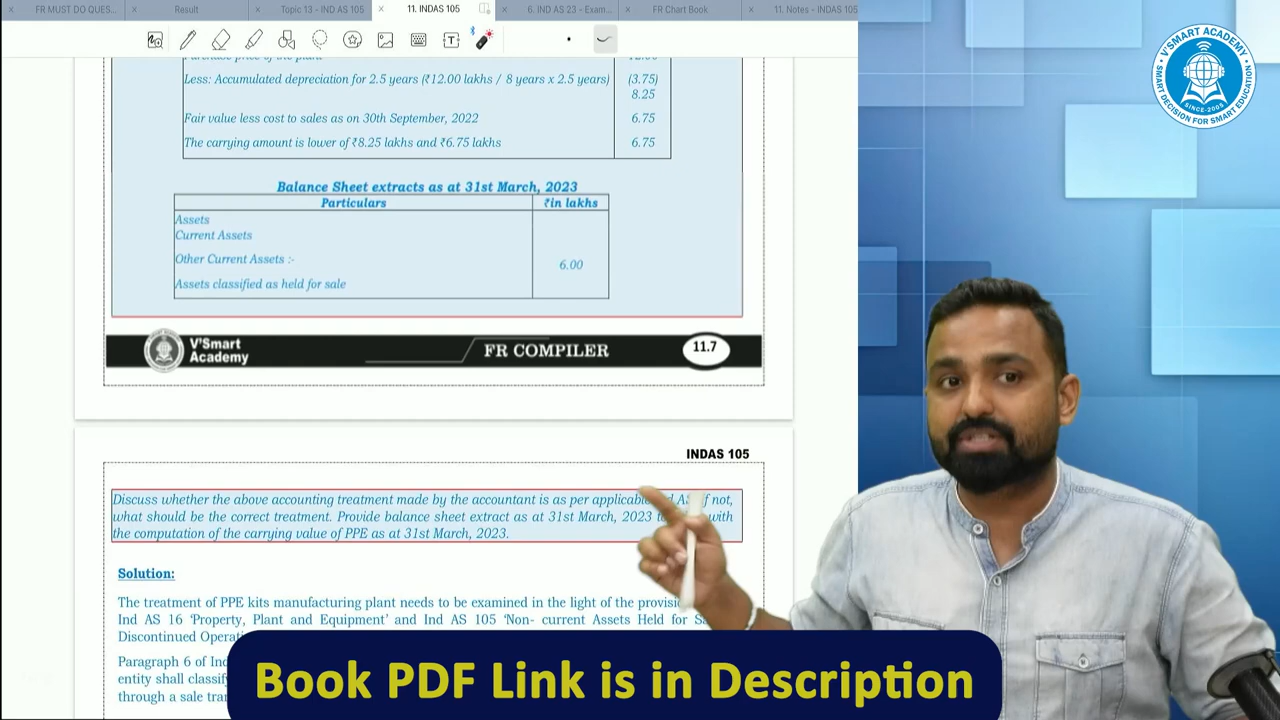 FR MUST DO QUES...
Result
Topic 13 - IND AS 105
11. INDAS 105
6. IND AS 23 - Exam...
FR Chart Book
11. Notes - INDAS 105
Purchase price of the plant
Less: Accumulated depreciation for 2.5 years (₹12.00 lakhs / 8 years x 2.5 years) (3.75)
8.25
Fair value less cost to sales as on 30th September, 2022 6.75
The carrying amount is lower of ₹8.25 lakhs and ₹6.75 lakhs 6.75
Balance Sheet extracts as at 31st March, 2023
Particulars ₹in lakhs
Assets
Current Assets
Other Current Assets :-
6.00
Assets classified as held for sale
V'Smart
Academy
FR COMPILER
11.7
INDAS 105
Discuss whether the above accounting treatment made by the accountant is as per if not,
what should be the correct treatment. Provide balance sheet extract as at 31st March, 2023 with
the computation of the carrying value of PPE as at 31st March, 2023.
Solution:
The treatment of PPE kits manufacturing plant needs to be examined in the light of the
Ind AS 16 ‘Property, Plant and Equipment’ and Ind AS 105 ‘Non- current Assets Held for
Discontinued
Paragraph 6 of
entity shall
through a sale
Book PDF Link is in Description
V'SMART ACADEMY
SINCE-2005
SMART DECISION FOR SMART EDUCATION